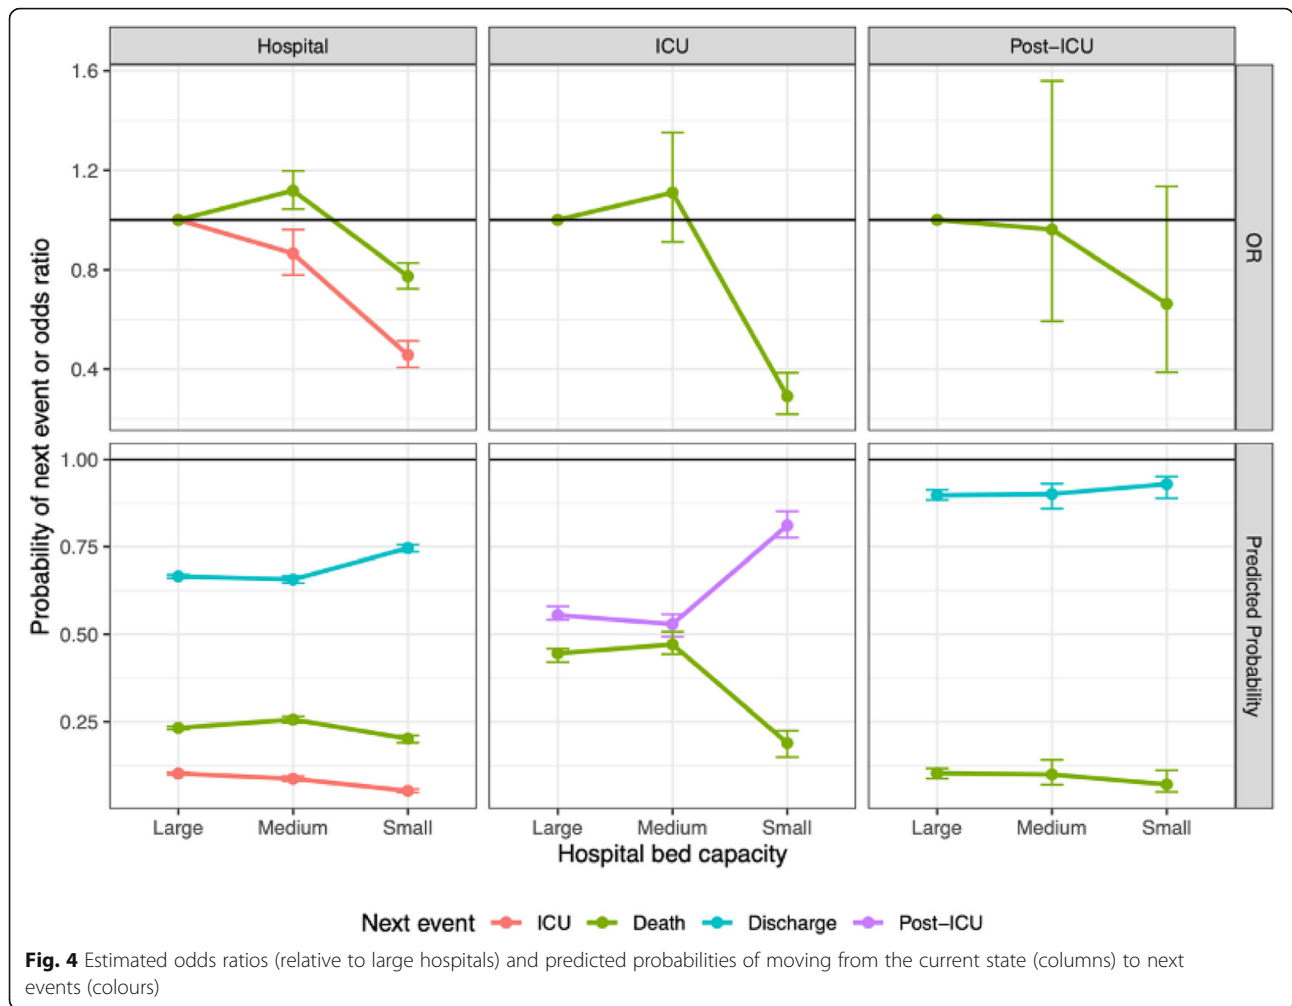 Hospital ICU Post−ICU
Probability of next event or odds ratio
1.6
1.2
0.8
0.4
OR
1.00
0.75
0.50
0.25
Predicted Probability
Large Medium Small Large Medium Small Large Medium Small
Hospital bed capacity
Next event ICU Death Discharge Post−ICU
Fig. 4 Estimated odds ratios (relative to large hospitals) and predicted probabilities of moving from the current state (columns) to next
events (colours)